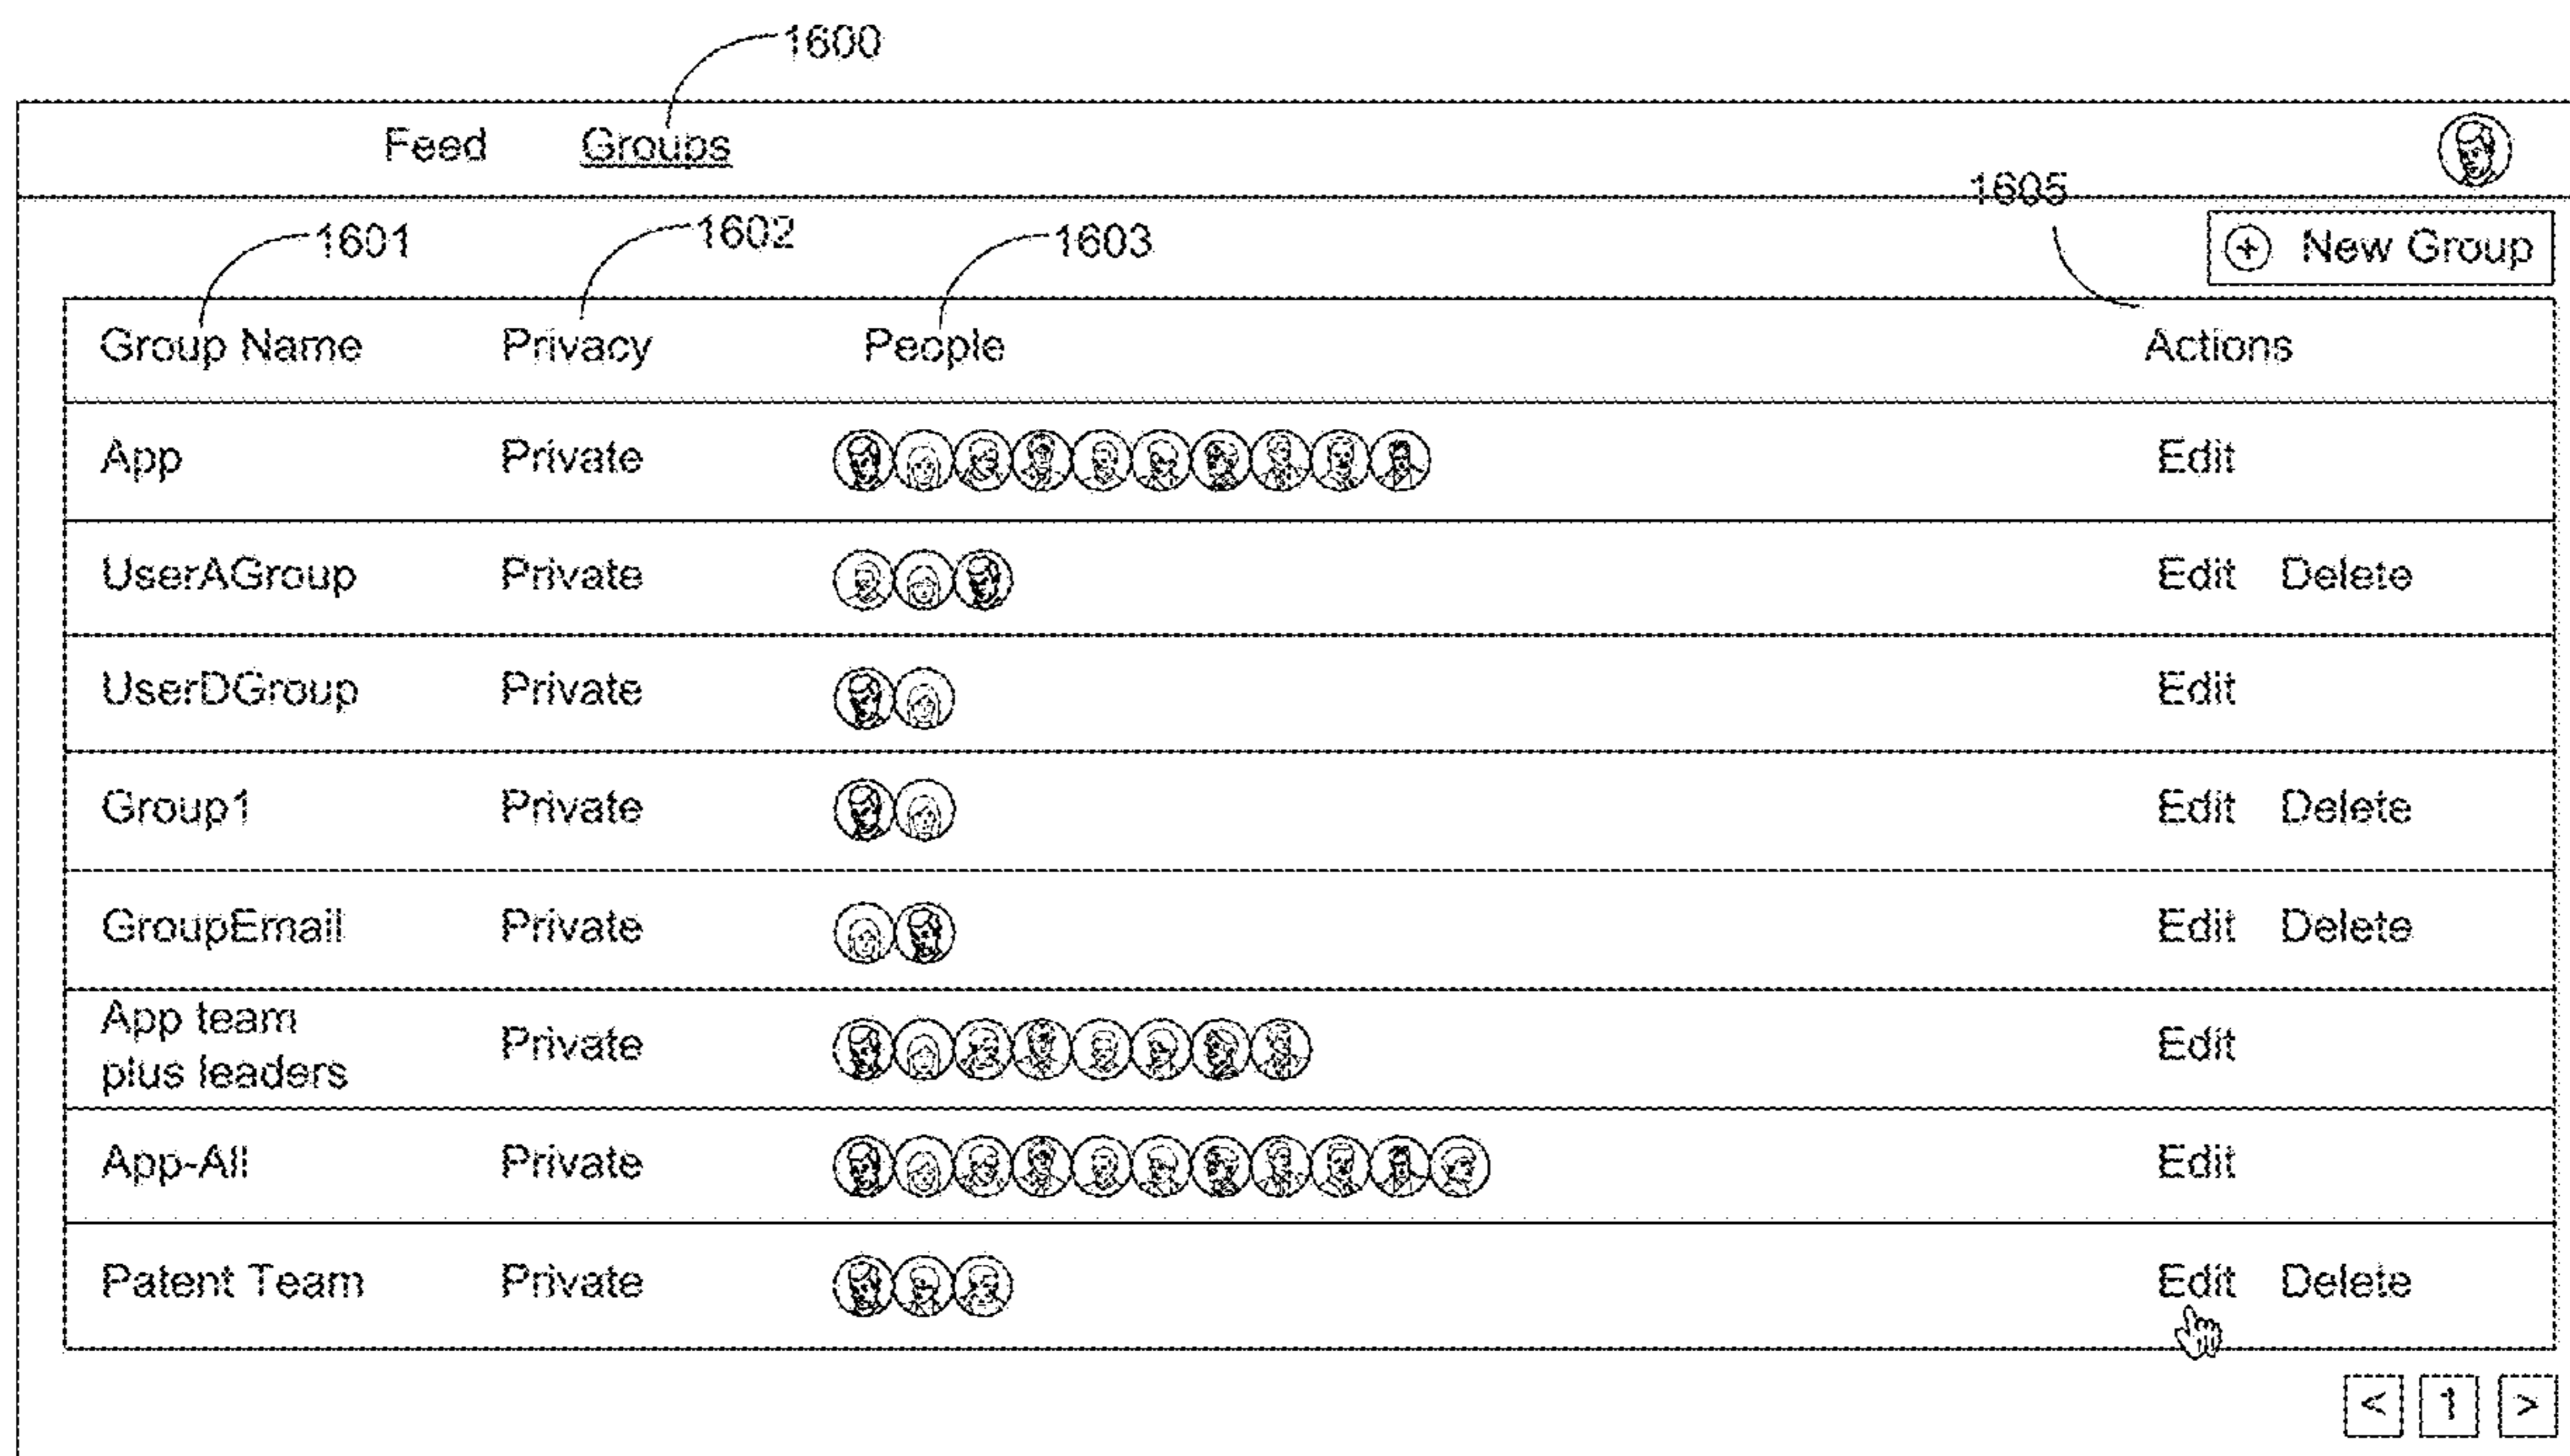 1600
Feed Groups
1605
1601 1602 1603 + New Group
Group Name Privacy People Actions
App Private Edit
UserAGroup Private Edit Delete
UserDGroup Private Edit
Group1 Private Edit Delete
GroupEmail Private Edit Delete
App team
plus leaders Private Edit
App-All Private Edit
Patent Team Private Edit Delete
< 1 >